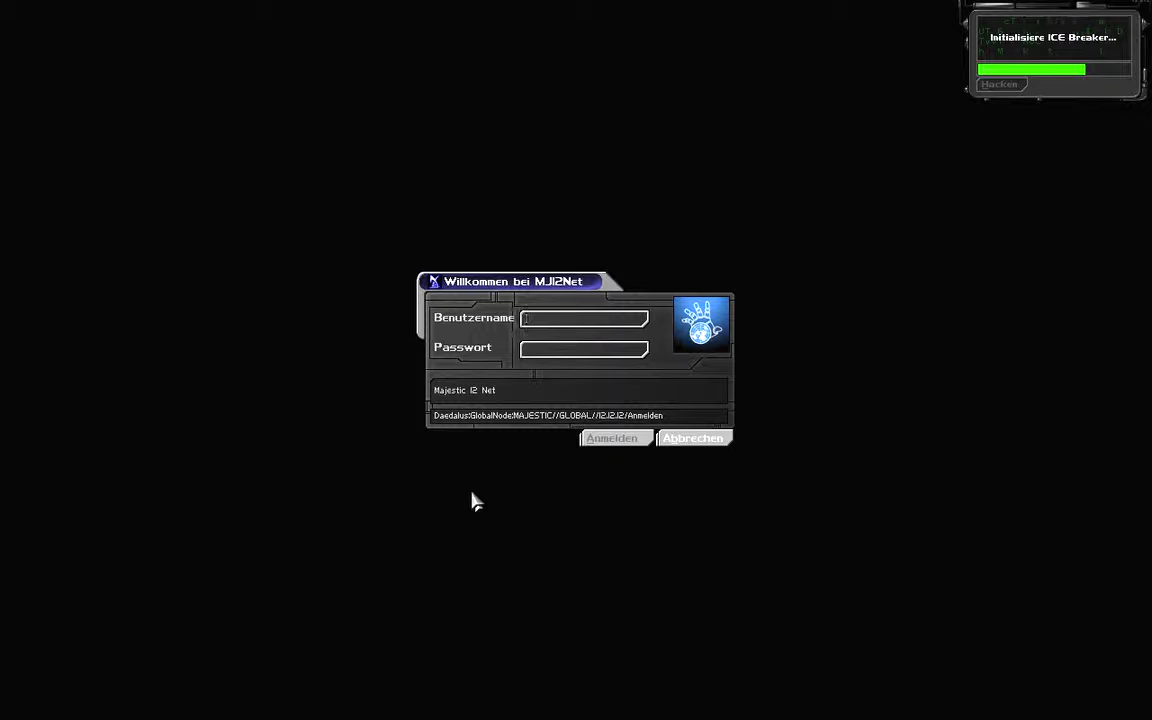 Initialisiere ICE Breaker...
Hacken
Willkommen bei MJ12Net
Benutzername
Passwort
Majestic 12 Net
Daedalus:GlobalNode:MAJESTIC//GLOBAL//12.12.12/Anmelden
Anmelden
Abbrechen